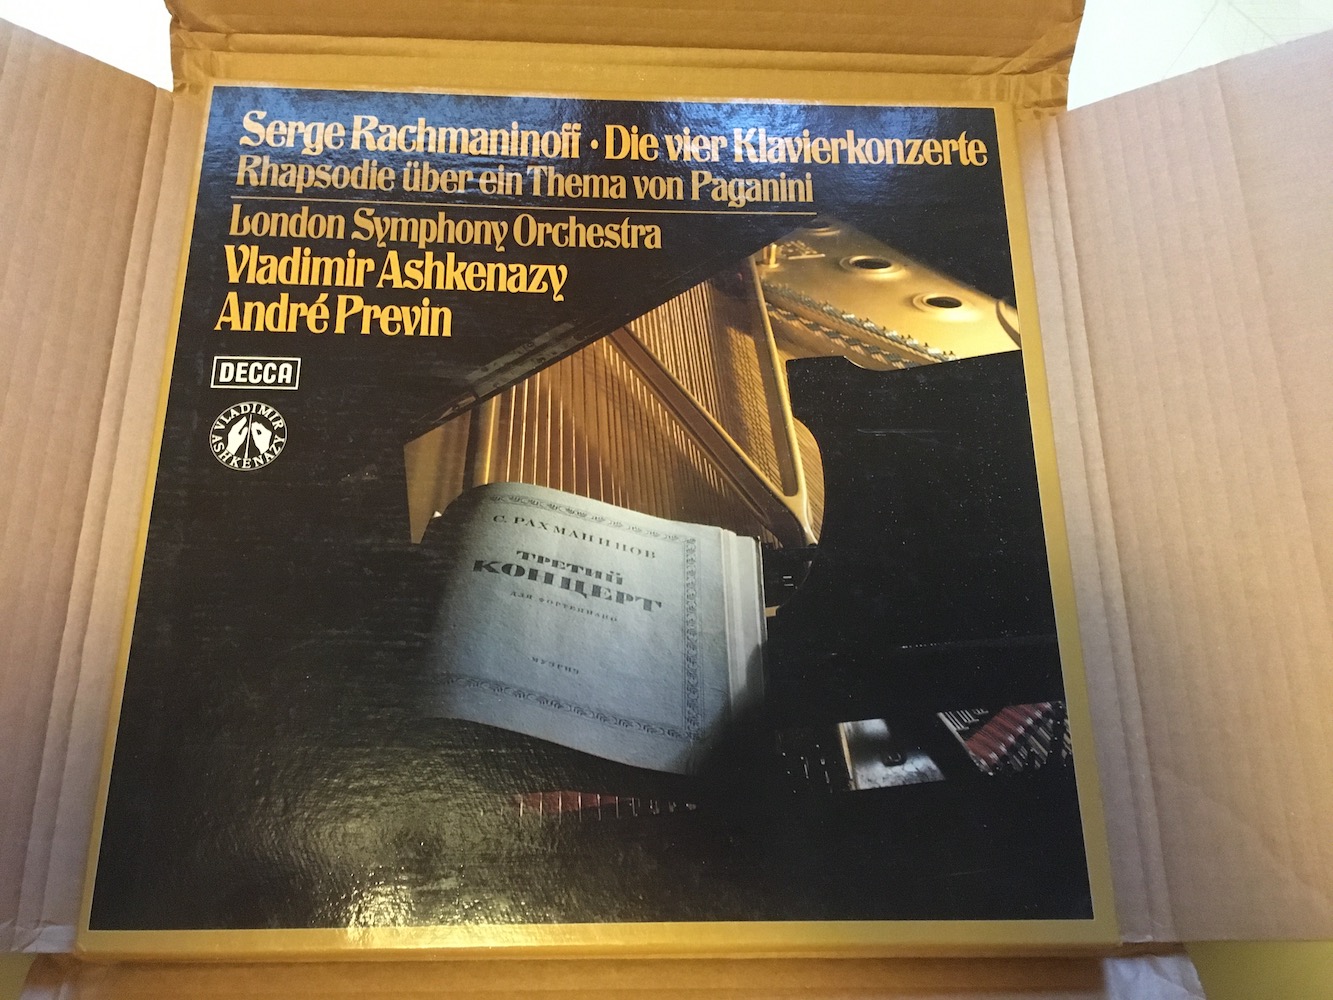 Serge Rachmaninoff · Die vier Klavierkonzerte
Rhapsodie über ein Thema von Paganini
London Symphony Orchestra
Vladimir Ashkenazy
André Previn
DECCA
VLADIMIR
ASHKENAZY
С. РАХМАНИНОВ
ТРЕТИЙ
КОНЦЕРТ
ДЛЯ ФОРТЕПИАНО
МУЗГИЗ